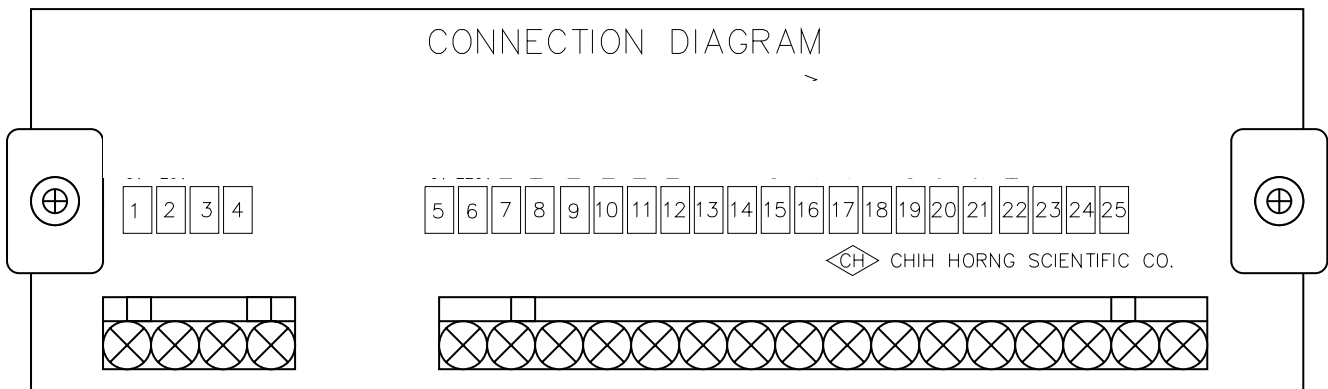 CONNECTION DIAGRAM
1 2 3 4 5 6 7 8 9 10 11 12 13 14 15 16 17 18 19 20 21 22 23 24 25
CH CHIH HORNG SCIENTIFIC CO.